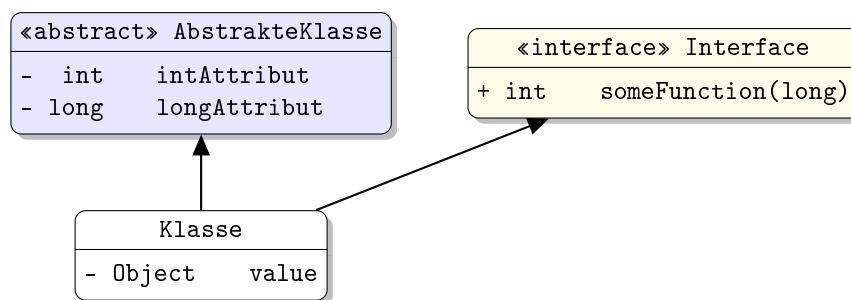 «abstract» AbstrakteKlasse
- int intAttribut
- long longAttribut
«interface» Interface
+ int someFunction(long)
Klasse
- Object value